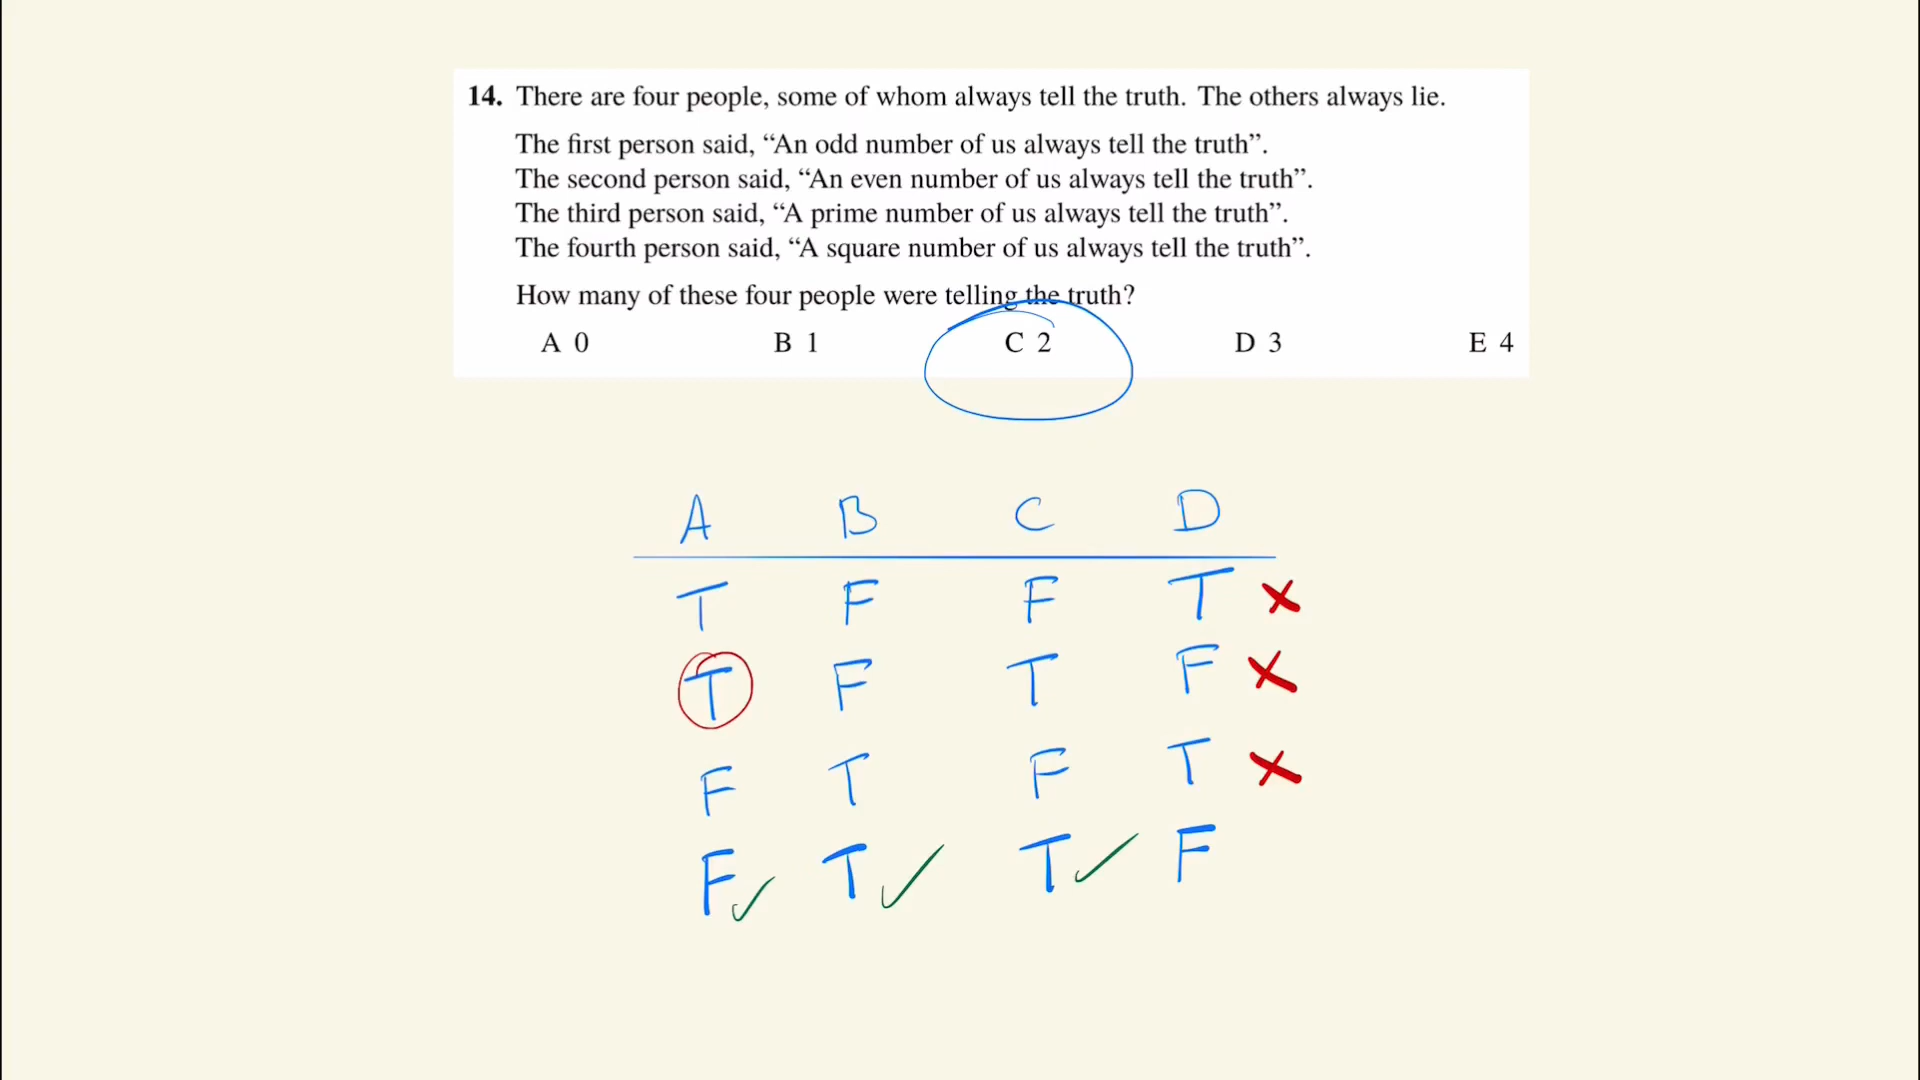 14. There are four people, some of whom always tell the truth. The others always lie.
The first person said, “An odd number of us always tell the truth”.
The second person said, “An even number of us always tell the truth”.
The third person said, “A prime number of us always tell the truth”.
The fourth person said, “A square number of us always tell the truth”.
How many of these four people were telling the truth?
A 0 B 1 C 2 D 3 E 4
A B C D
T F F T ×
T F T F ×
F T F T ×
F ✓ T ✓ T ✓ F